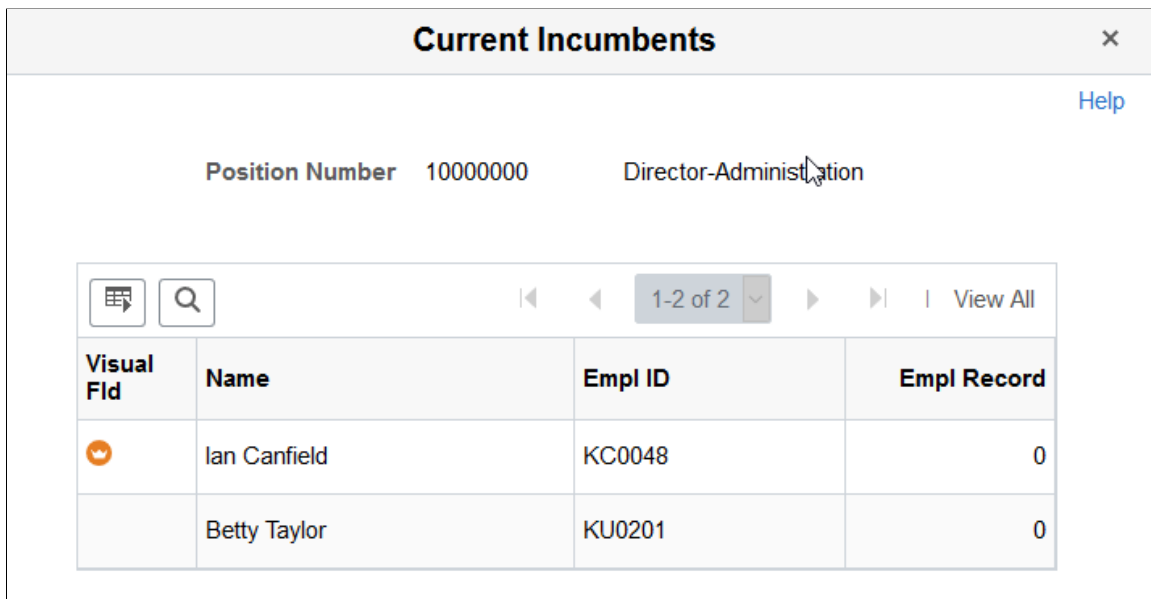 Current Incumbents
Help
Position Number 10000000 Director-Administration
1-2 of 2 | View All
Visual Fld Name Empl ID Empl Record
Ian Canfield KC0048 0
Betty Taylor KU0201 0